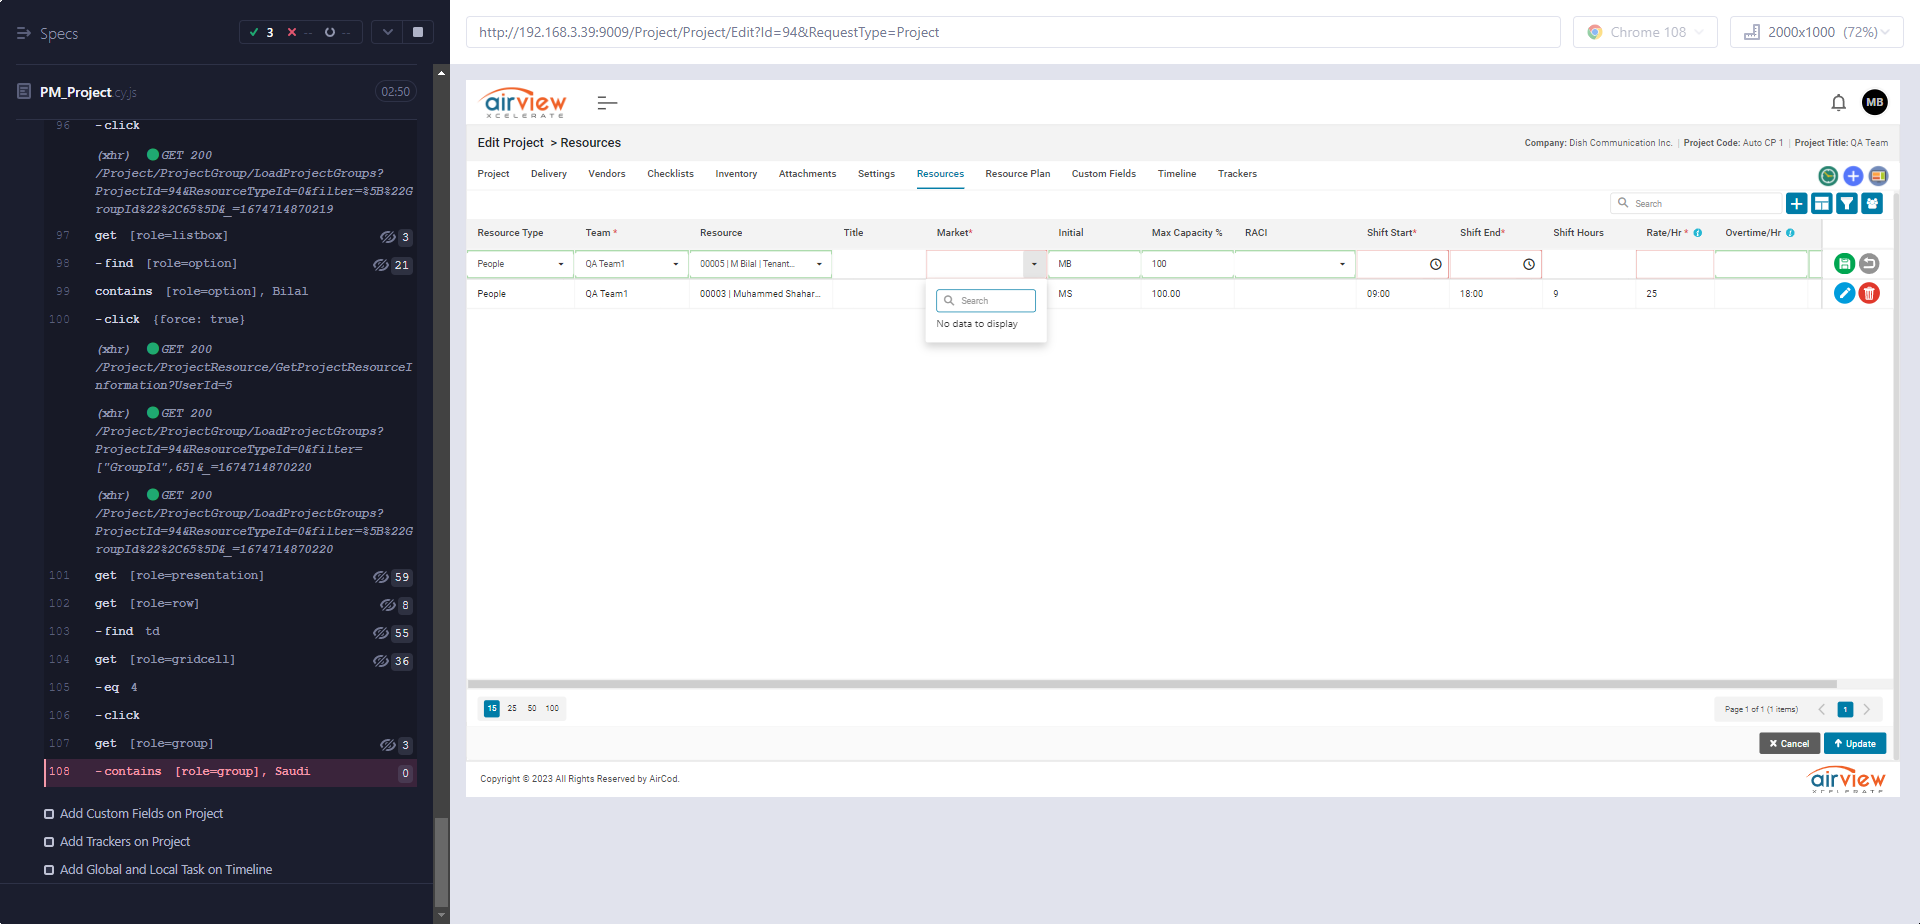 Specs
3
--
--
PM_Project.cy.js
02:50
96 -click
(xhr) GET 200
/Project/ProjectGroup/LoadProjectGroups?
ProjectId=94&ResourceTypeId=0&filter=%5B%22G
roupId%22%2C65%5D&_=1674714870219
97 get [role=listbox] 3
98 -find [role=option] 21
99 contains [role=option], Bilal
100 -click {force: true}
(xhr) GET 200
/Project/ProjectResource/GetProjectResourceI
nformation?UserId=5
(xhr) GET 200
/Project/ProjectGroup/LoadProjectGroups?
ProjectId=94&ResourceTypeId=0&filter=
["GroupId",65]&_=1674714870220
(xhr) GET 200
/Project/ProjectGroup/LoadProjectGroups?
ProjectId=94&ResourceTypeId=0&filter=%5B%22G
roupId%22%2C65%5D&_=1674714870220
101 get [role=presentation] 59
102 get [role=row] 8
103 -find td 55
104 get [role=gridcell] 36
105 -eq 4
106 -click
107 get [role=group] 3
108 -contains [role=group], Saudi 0
Add Custom Fields on Project
Add Trackers on Project
Add Global and Local Task on Timeline
http://192.168.3.39:9009/Project/Project/Edit?Id=94&RequestType=Project
Chrome 108
2000x1000 (72%)
airview
XCELERATE
MB
Edit Project > Resources
Company: Dish Communication Inc. | Project Code: Auto CP 1 | Project Title: QA Team
Project Delivery Vendors Checklists Inventory Attachments Settings Resources Resource Plan Custom Fields Timeline Trackers
Search
Resource Type Team * Resource Title Market* Initial Max Capacity % RACI Shift Start* Shift End* Shift Hours Rate/Hr * Overtime/Hr
People QA Team1 00005 | M Bilal | Tenant... MB 100
People QA Team1 00003 | Muhammed Shahar... MS 100.00 09:00 18:00 9 25
Search
No data to display
15 25 50 100
Page 1 of 1 (1 items) 1
Cancel
Update
Copyright © 2023 All Rights Reserved by AirCod.
airview
XCELERATE